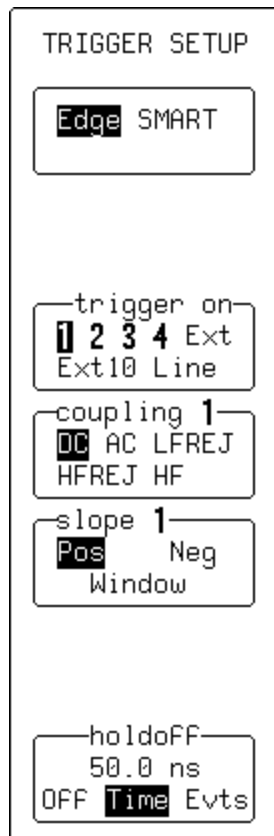 TRIGGER SETUP
Edge SMART
trigger on
1 2 3 4 Ext
Ext10 Line
coupling 1
DC AC LFREJ
HFREJ HF
slope 1
Pos Neg
Window
holdoff
50.0 ns
OFF Time Evts